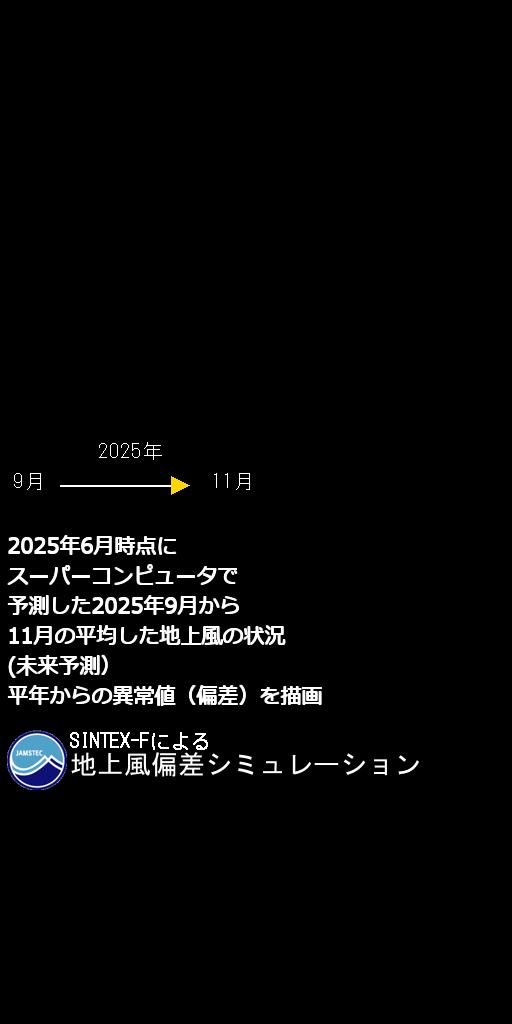 2025年
9月 11月
2025年6月時点に
スーパーコンピュータで
予測した2025年9月から
11月の平均した地上風の状況
(未来予測）
平年からの異常値（偏差）を描画
SINTEX-Fによる
JAMSTEC
地上風偏差シミュレーション